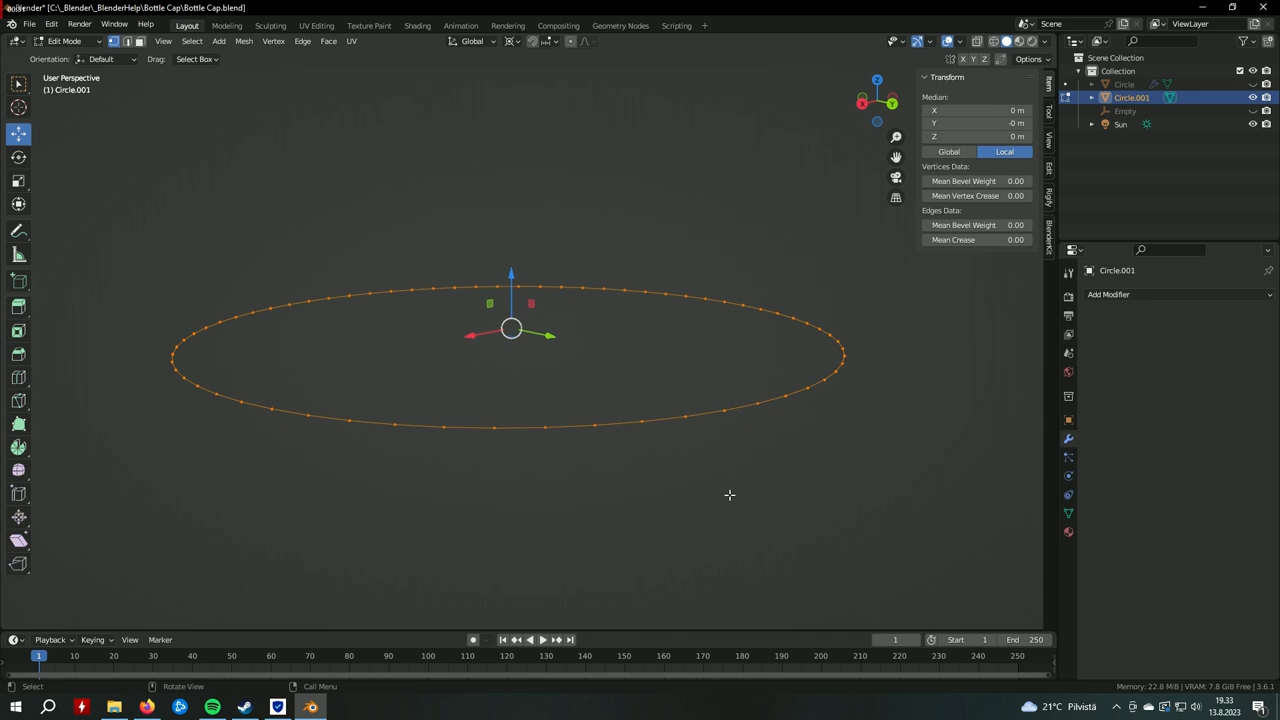 Blender* [C:\_Blender\_BlenderHelp\Bottle Cap\Bottle Cap.blend]
File Edit Render Window Help Layout Modeling Sculpting UV Editing Texture Paint Shading Animation Rendering Compositing Geometry Nodes Scripting + Scene ViewLayer
Edit Mode View Select Add Mesh Vertex Edge Face UV Global
Orientation: Default Drag: Select Box X Y Z Options
User Perspective
(1) Circle.001
Z
X Y
Transform
Median:
X 0 m
Y -0 m
Z 0 m
Global Local
Vertices Data:
Mean Bevel Weight 0.00
Mean Vertex Crease 0.00
Edges Data:
Mean Bevel Weight 0.00
Mean Crease 0.00
Item
Tool
View
Edit
Rigify
BlenderKit
Scene Collection
Collection
Circle
Circle.001
Empty
Sun
Circle.001
Add Modifier
Playback Keying View Marker 1 Start 1 End 250
1 10 20 30 40 50 60 70 80 90 100 110 120 130 140 150 160 170 180 190 200 210 220 230 240 250
Select Rotate View Call Menu Memory: 22.8 MiB | VRAM: 7.8 GiB Free | 3.6.1
21°C Pilvistä
19.33
13.8.2023